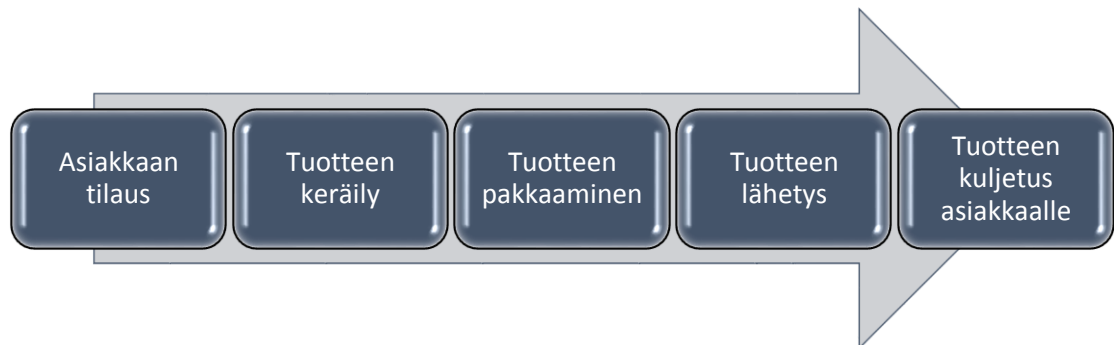 Asiakkaan
tilaus
Tuotteen
keräily
Tuotteen
pakkaaminen
Tuotteen
lähetys
Tuotteen
kuljetus
asiakkaalle